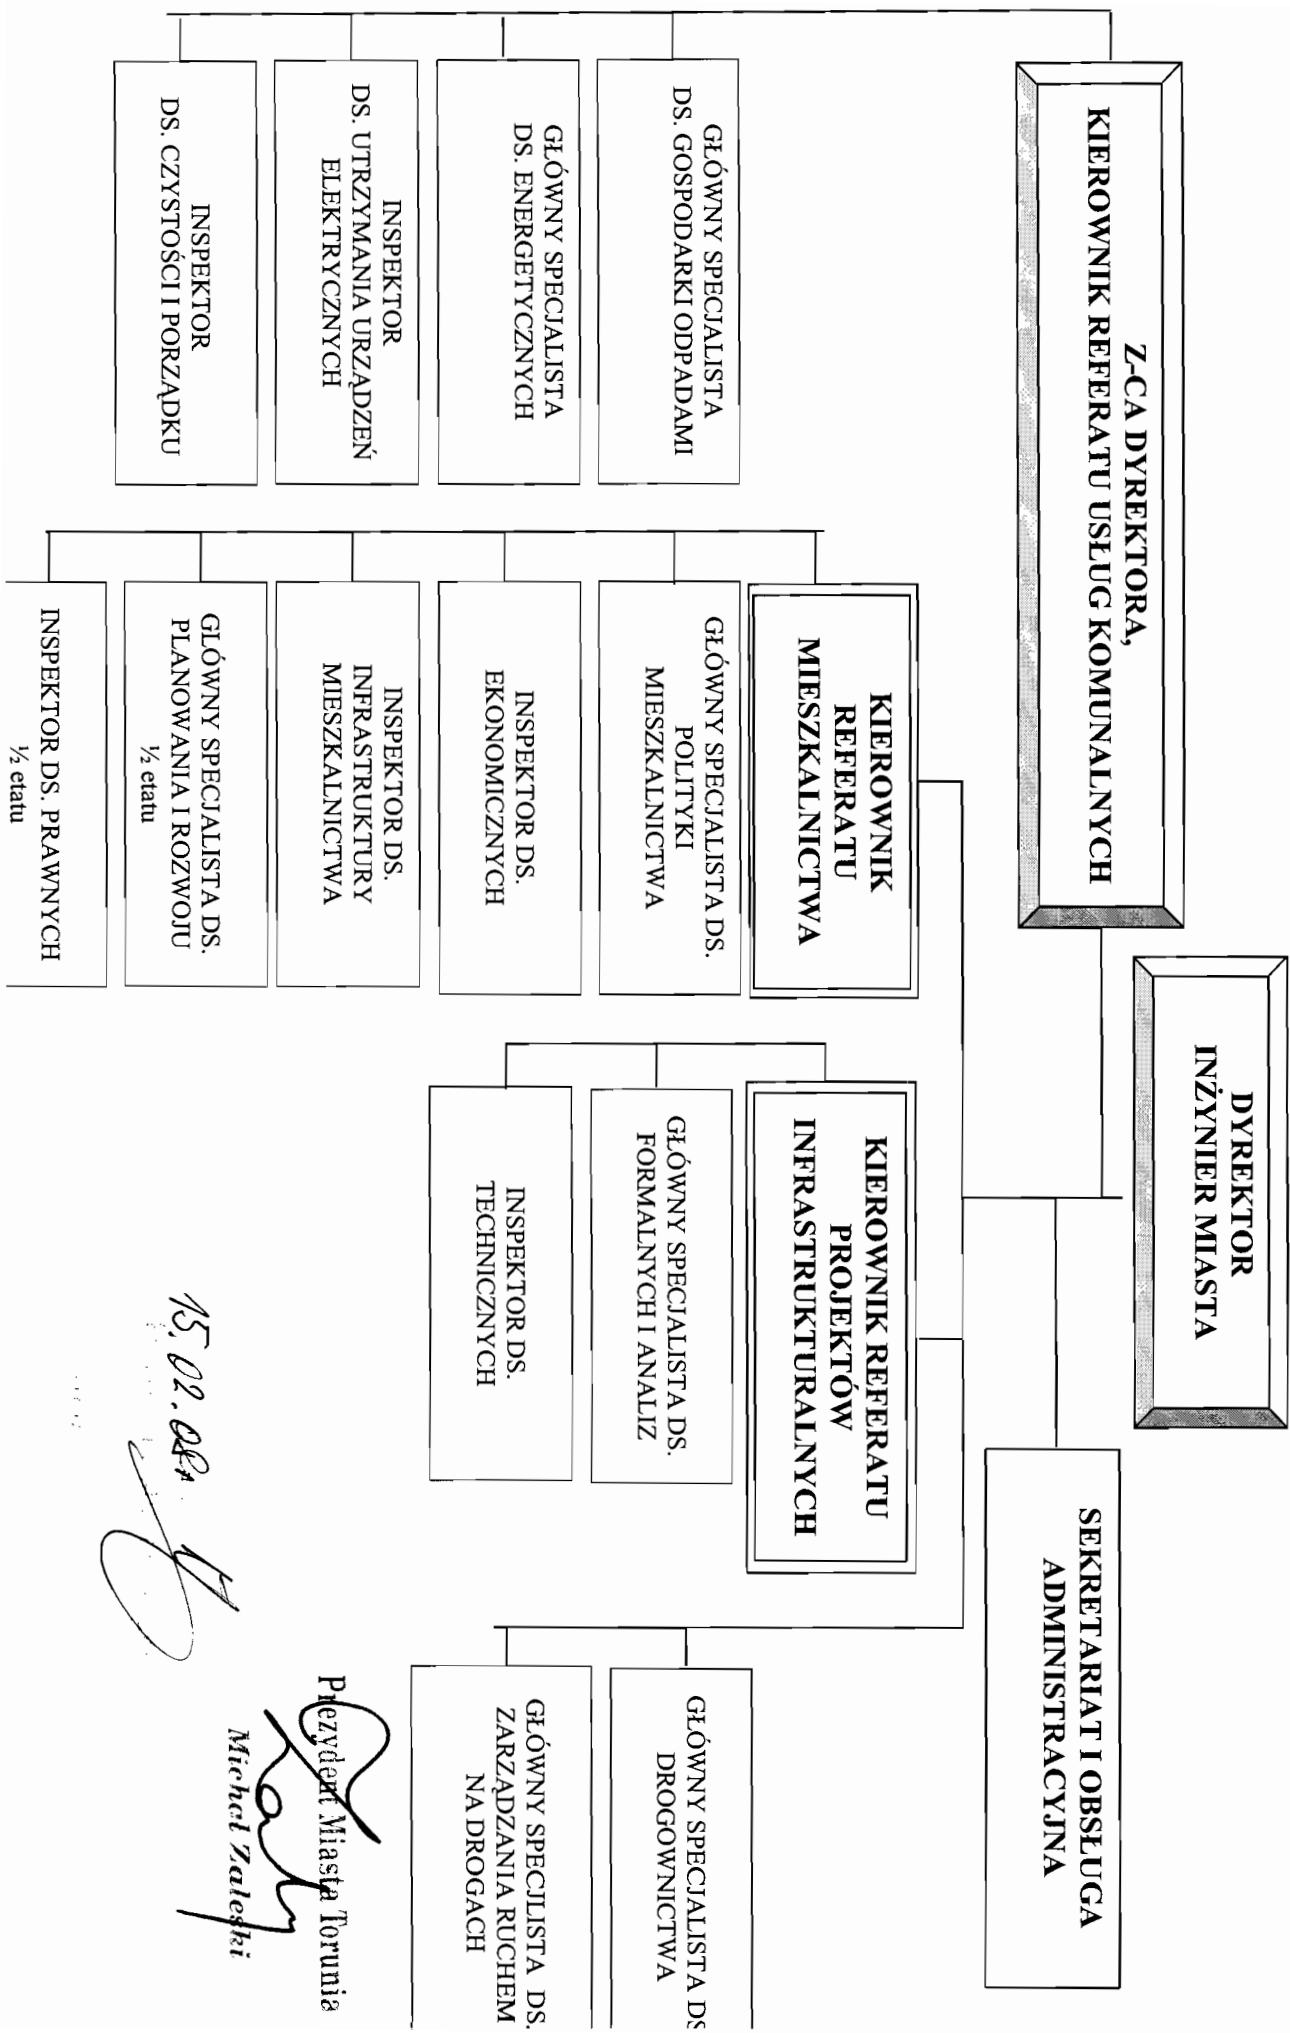 DYREKTOR
INŻYNIER MIASTA
Z-CA DYREKTORA,
KIEROWNIK REFERATU USŁUG KOMUNALNYCH
SEKRETARIAT I OBSŁUGA
ADMINISTRACYJNA
GŁÓWNY SPECJALISTA
DS. GOSPODARKI ODPADAMI
GŁÓWNY SPECJALISTA
DS. ENERGETYCZNYCH
INSPEKTOR
DS. UTRZYMANIA URZĄDZEŃ
ELEKTRYCZNYCH
INSPEKTOR
DS. CZYSTOŚCI I PORZĄDKU
KIEROWNIK
REFERATU
MIESZKALNICTWA
GŁÓWNY SPECJALISTA DS.
POLITYKI
MIESZKALNICTWA
INSPEKTOR DS.
EKONOMICZNYCH
INSPEKTOR DS.
INFRASTRUKTURY
MIESZKALNICTWA
GŁÓWNY SPECJALISTA DS.
PLANOWANIA I ROZWOJU
½ etatu
INSPEKTOR DS. PRAWNYCH
½ etatu
KIEROWNIK REFERATU
PROJEKTÓW
INFRASTRUKTURALNYCH
GŁÓWNY SPECJALISTA DS.
FORMALNYCH I ANALIZ
INSPEKTOR DS.
TECHNICZNYCH
GŁÓWNY SPECJALISTA DS
DROGOWNICTWA
GŁÓWNY SPECJLISTA DS.
ZARZĄDZANIA RUCHEM
NA DROGACH
15.02.08r
Prezydent Miasta Torunia
Michał Zaleski